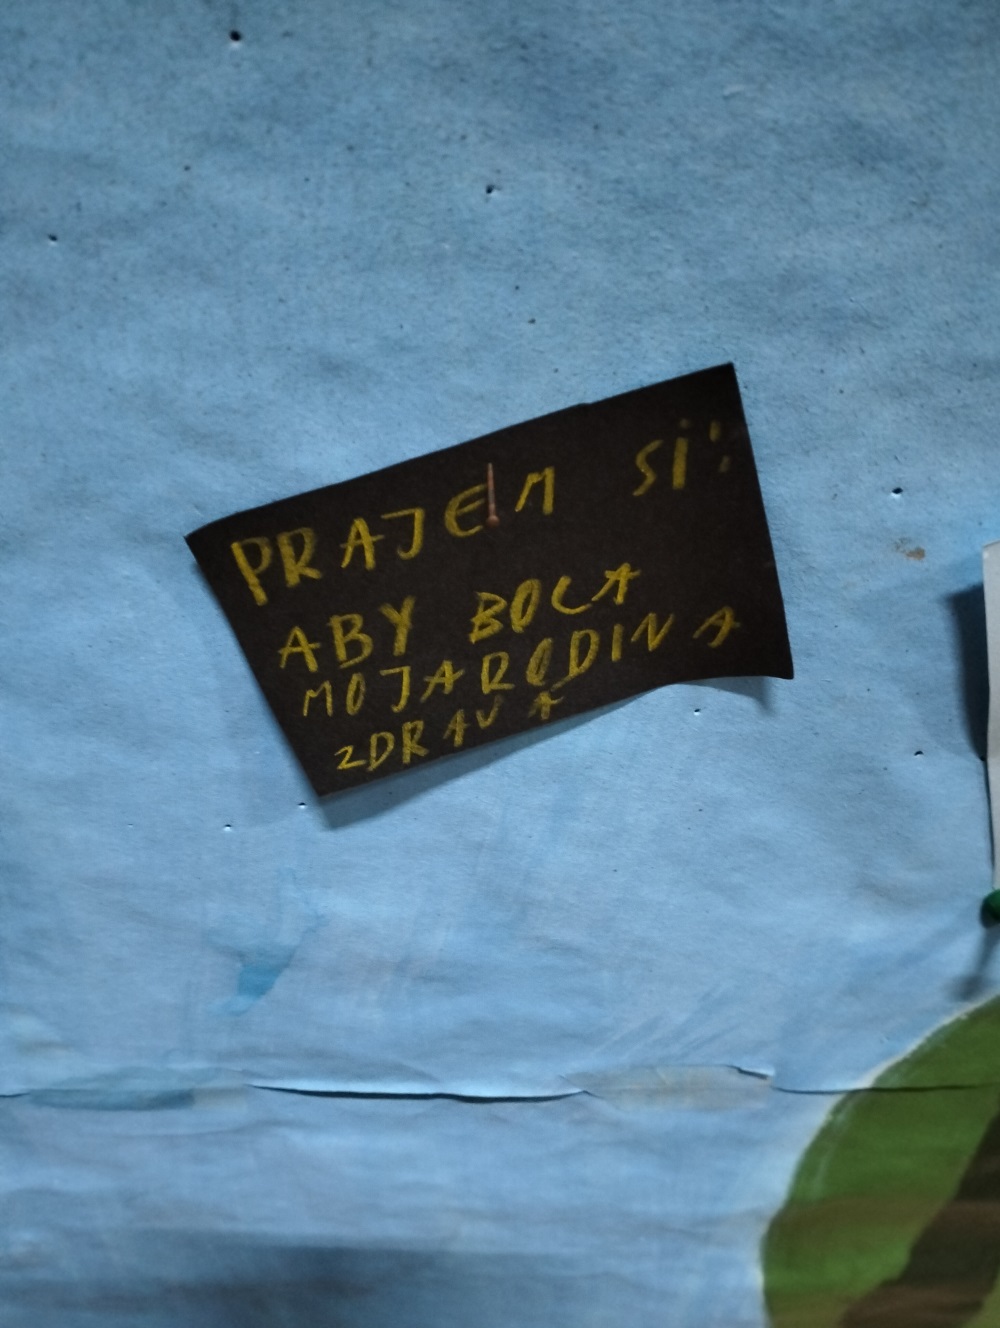 PRAJEM Si!
ABY BOLA
MOJA RODINA
ZDRAVA